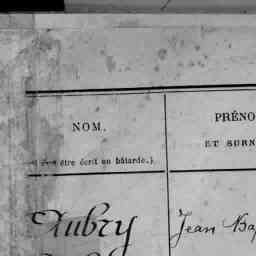 NOM.
PRÉNO
ET SURN
être écrit en bâtarde.)
Aubry
Jean Bap